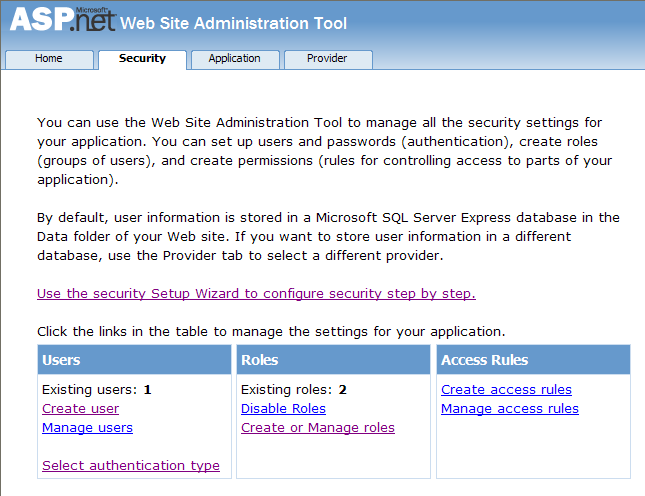 Microsoft
ASP.net Web Site Administration Tool
Home Security Application Provider
You can use the Web Site Administration Tool to manage all the security settings for
your application. You can set up users and passwords (authentication), create roles
(groups of users), and create permissions (rules for controlling access to parts of your
application).
By default, user information is stored in a Microsoft SQL Server Express database in the
Data folder of your Web site. If you want to store user information in a different
database, use the Provider tab to select a different provider.
Use the security Setup Wizard to configure security step by step.
Click the links in the table to manage the settings for your application.
Users
Existing users: 1
Create user
Manage users
Select authentication type
Roles
Existing roles: 2
Disable Roles
Create or Manage roles
Access Rules
Create access rules
Manage access rules